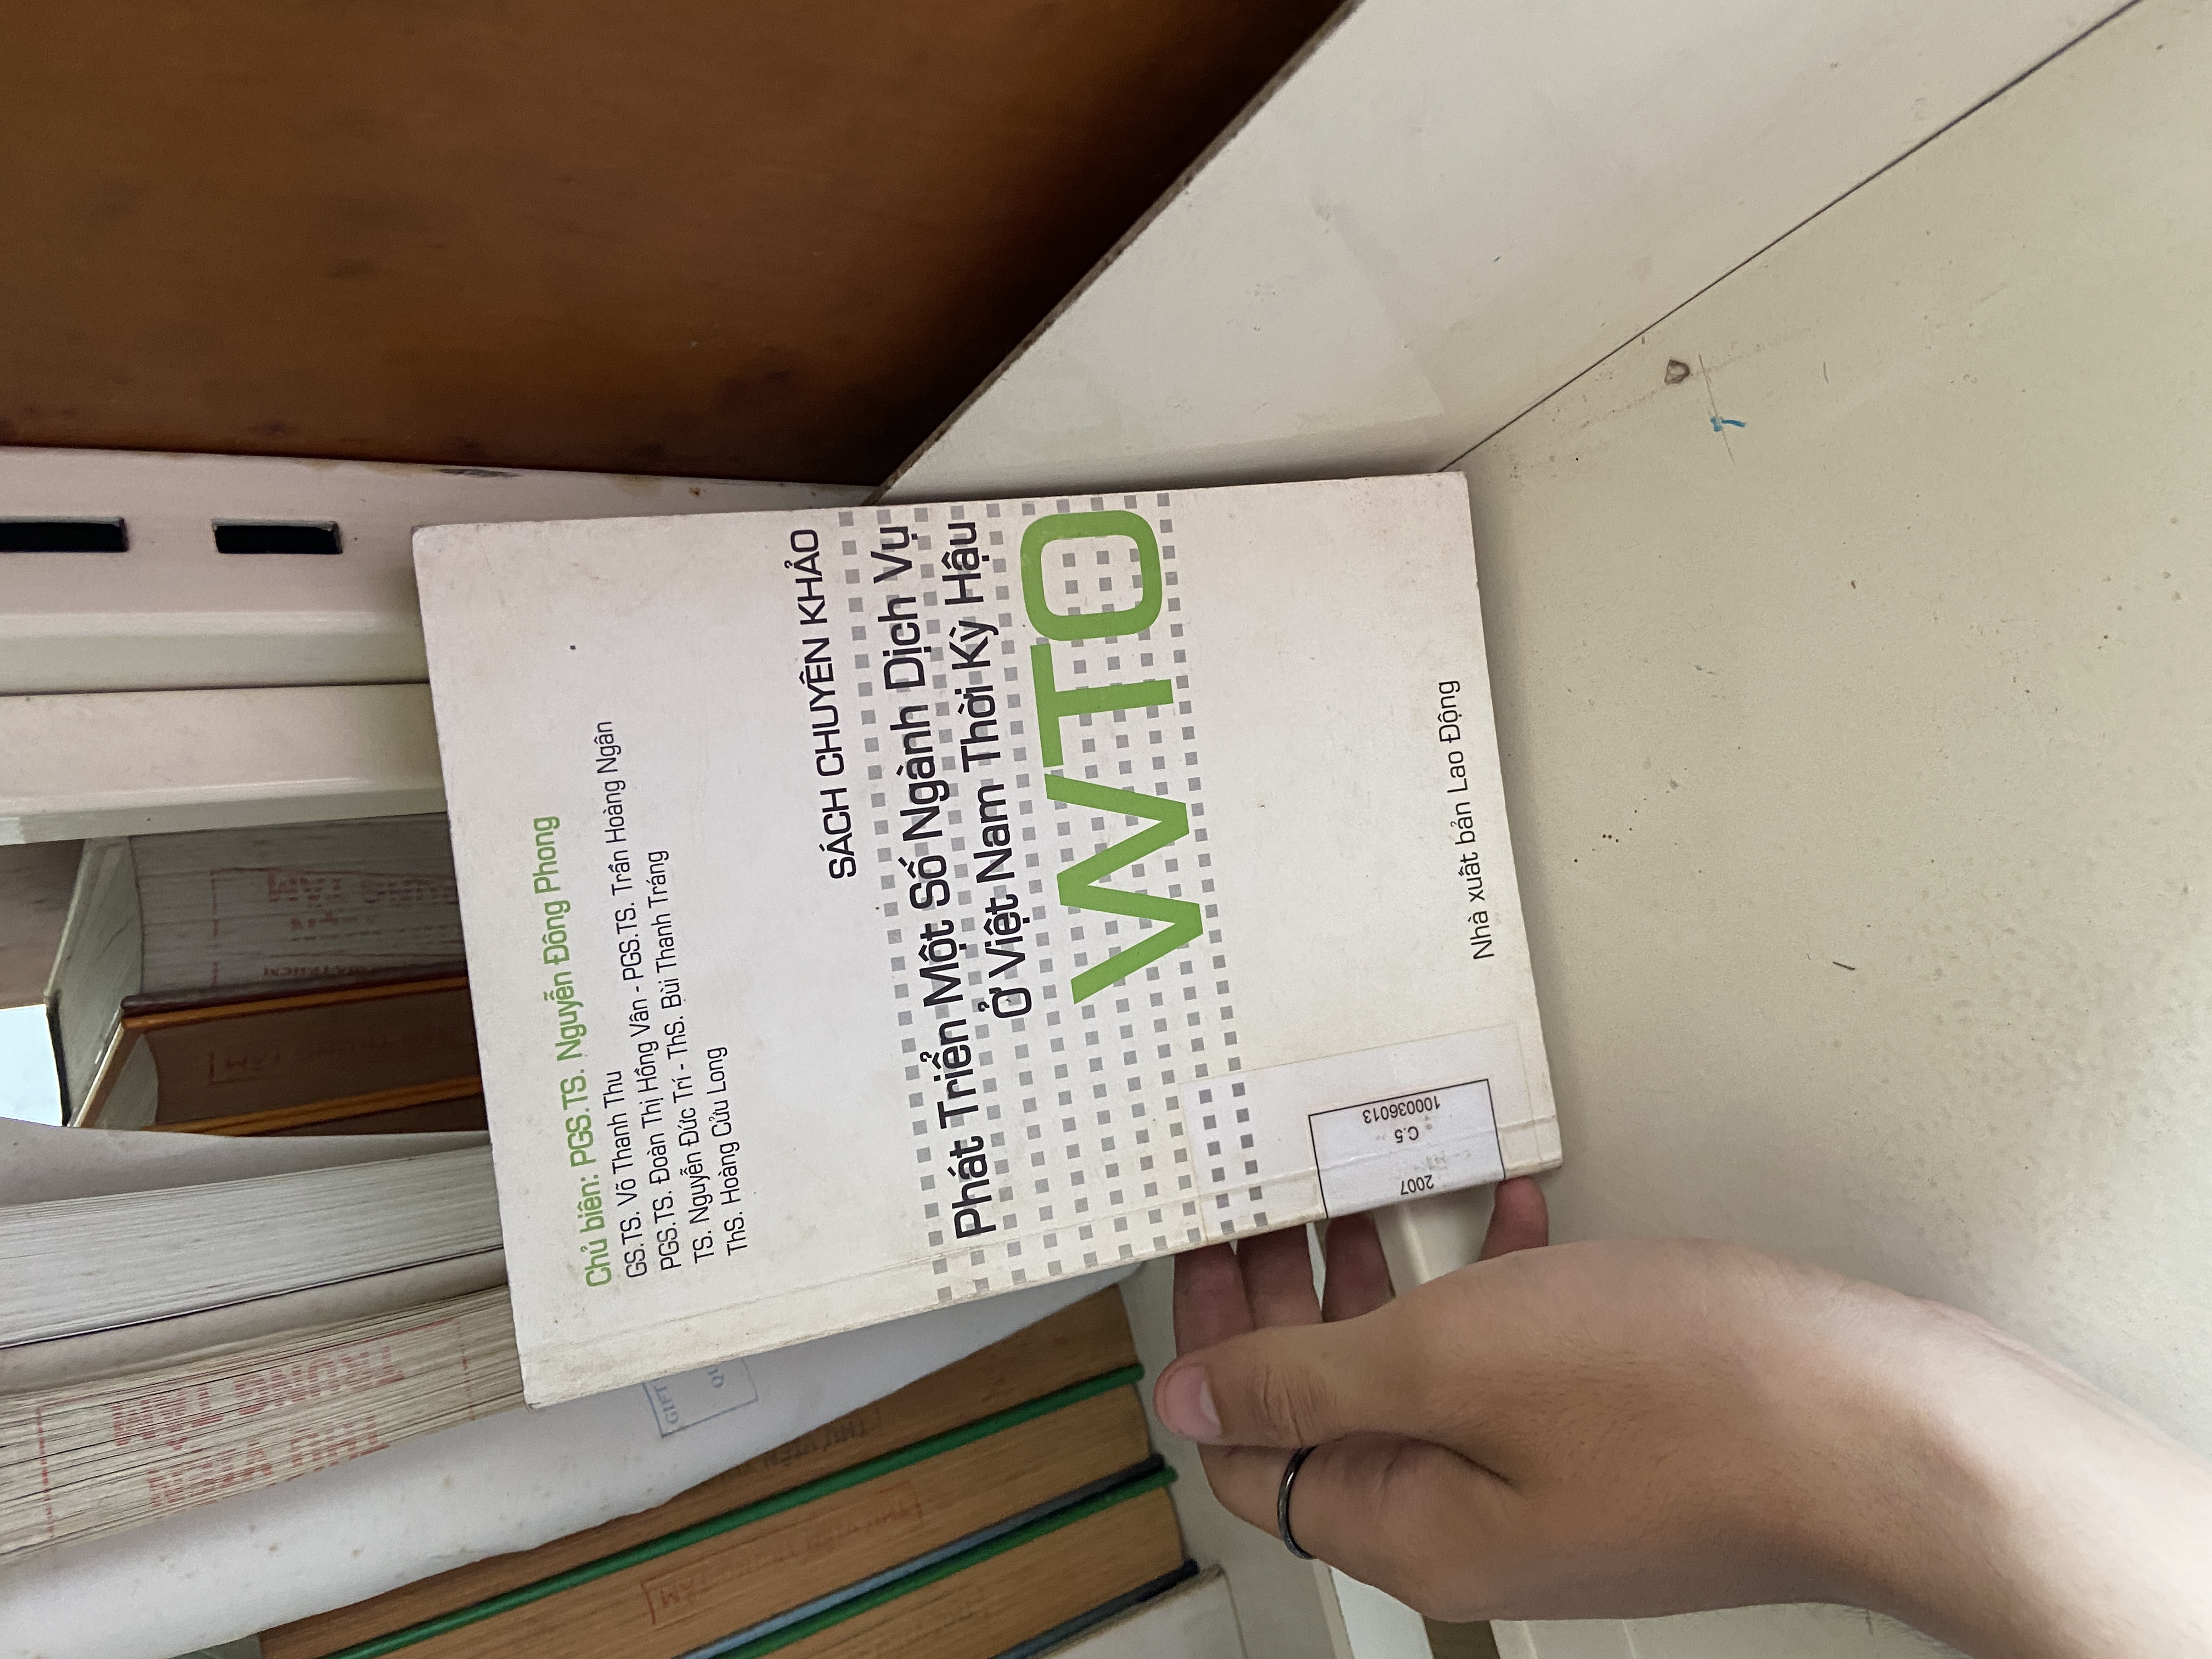 Chủ biên: PGS.TS. Nguyễn Đông Phong
GS.TS. Võ Thanh Thu
PGS.TS. Đoàn Thị Hồng Vân - PGS.TS. Trần Hoàng Ngân
TS. Nguyễn Đức Trí - ThS. Bùi Thanh Tráng
ThS. Hoàng Cửu Long
SÁCH CHUYÊN KHẢO
Phát Triển Một Số Ngành Dịch Vụ
Ở Việt Nam Thời Kỳ Hậu
WTO
2007
C.5
100036013
Nhà xuất bản Lao Động
GIFT